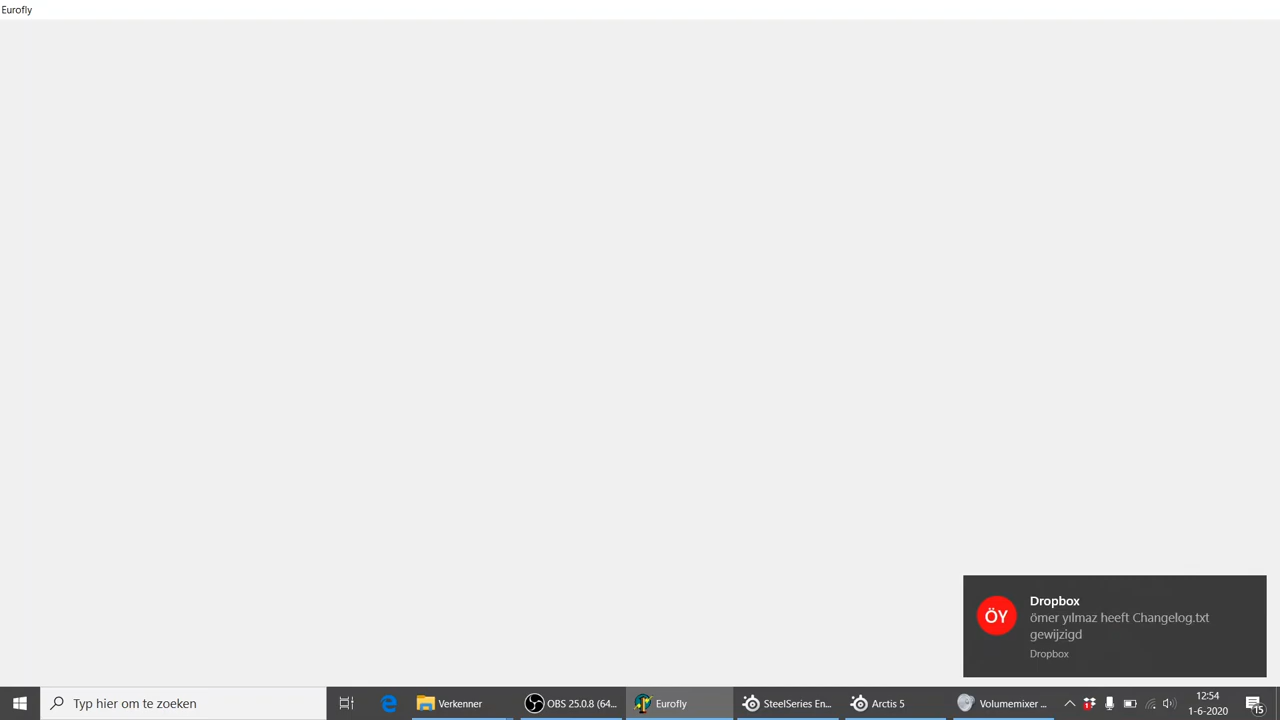 Eurofly
ÖY
Dropbox
ömer yılmaz heeft Changelog.txt
gewijzigd
Dropbox
Typ hier om te zoeken
Verkenner
OBS 25.0.8 (64...
Eurofly
SteelSeries En...
Arctis 5
Volumemixer ...
12:54
1-6-2020
15